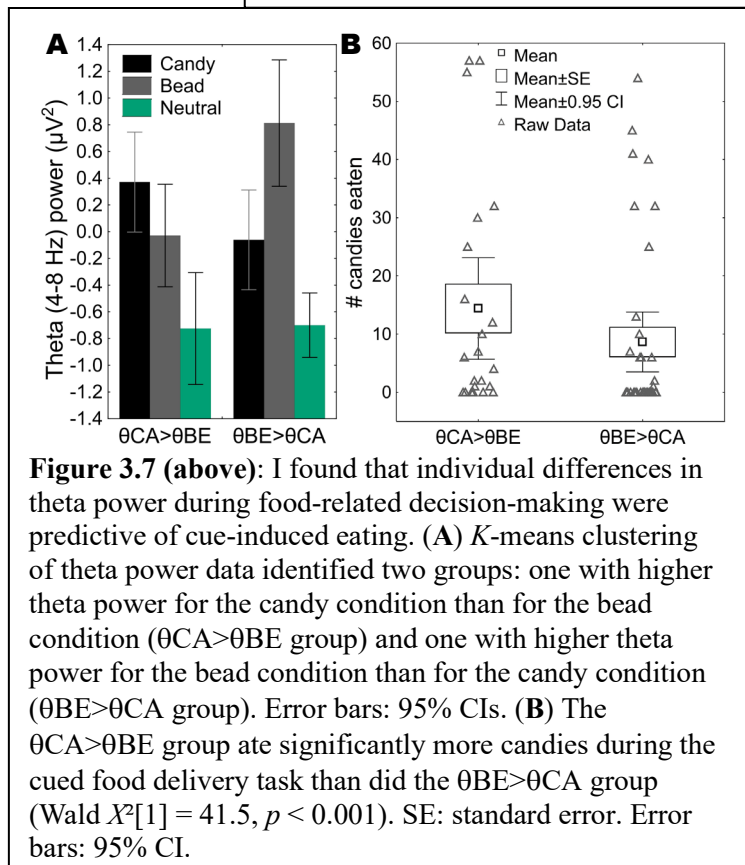 A
1.4
1.2
1.0
0.8
0.6
0.4
0.2
0.0
-0.2
-0.4
-0.6
-0.8
-1.0
-1.2
-1.4
Theta (4-8 Hz) power (µV²)
Candy
Bead
Neutral
θCA>θBE
θBE>θCA
B
60
50
40
30
20
10
0
# candies eaten
Mean
Mean±SE
Mean±0.95 CI
Raw Data
θCA>θBE
θBE>θCA
Figure 3.7 (above): I found that individual differences in
theta power during food-related decision-making were
predictive of cue-induced eating. (A) K-means clustering
of theta power data identified two groups: one with higher
theta power for the candy condition than for the bead
condition (θCA>θBE group) and one with higher theta
power for the bead condition than for the candy condition
(θBE>θCA group). Error bars: 95% CIs. (B) The
θCA>θBE group ate significantly more candies during the
cued food delivery task than did the θBE>θCA group
(Wald X²[1] = 41.5, p < 0.001). SE: standard error. Error
bars: 95% CI.